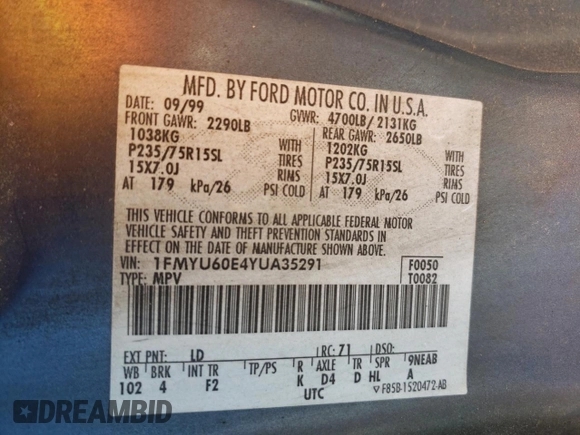 MFD. BY FORD MOTOR CO. IN U.S.A.
DATE: 09/99 GVWR: 4700LB/ 2131KG
FRONT GAWR: 2290LB REAR GAWR: 2650LB
1038KG WITH 1202KG WITH
P235/75R15SL TIRES P235/75R15SL TIRES
15X7.0J RIMS 15X7.0J RIMS
AT 179 kPa/26 PSI COLD AT 179 kPa/26 PSI COLD
THIS VEHICLE CONFORMS TO ALL APPLICABLE FEDERAL MOTOR
VEHICLE SAFETY AND THEFT PREVENTION STANDARDS IN
EFFECT ON THE DATE OF MANUFACTURE SHOWN ABOVE.
VIN: 1FMYU60E4YUA35291 F0050
TYPE: MPV T0082
EXT PNT: LD RC: 71 DSO:
WB BRK INT TR TP/PS R AXLE TR SPR 9NEAB
102 4 F2 K D4 D HL A
UTC ▽F85B-1520472-AB
DREAMBID